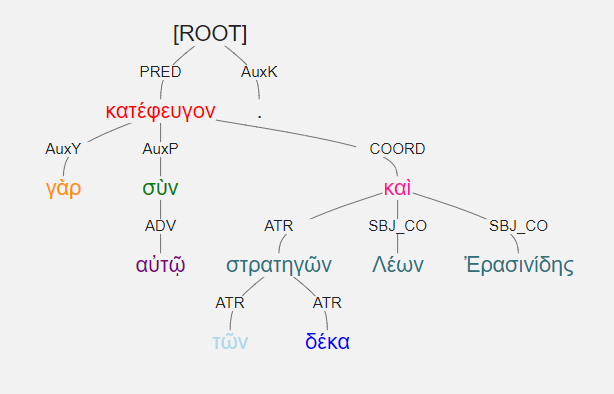 [ROOT]
PRED AuxK
κατέφευγον .
AuxY AuxP COORD
γὰρ σὺν καὶ
ADV ATR SBJ_CO SBJ_CO
αὐτῷ στρατηγῶν Λέων Ἐρασινίδης
ATR ATR
τῶν δέκα